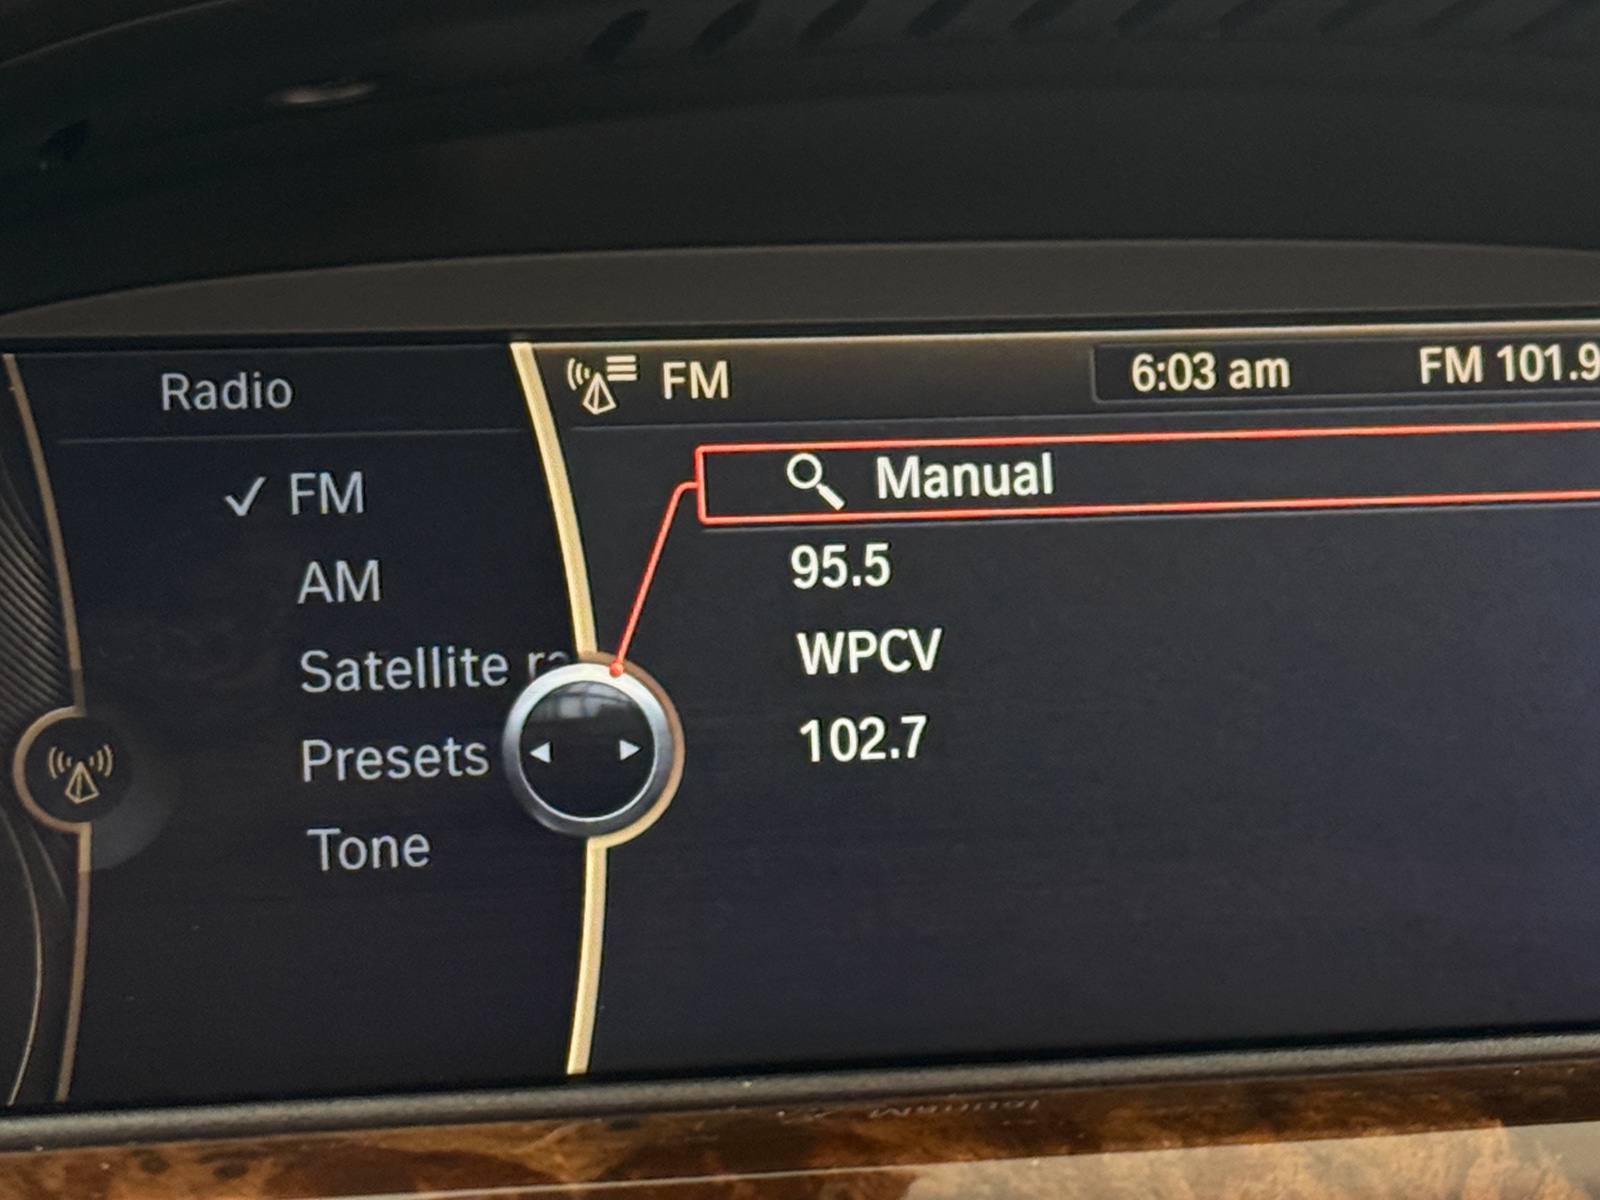 Radio
FM
AM
Satellite
Presets
Tone
FM
6:03 am
FM 101.9
Manual
95.5
WPCV
102.7